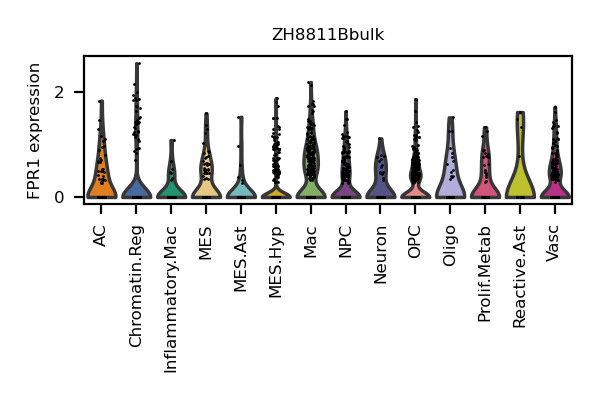 ZH8811Bbulk
FPR1 expression
2
0
AC
Chromatin.Reg
Inflammatory.Mac
MES
MES.Ast
MES.Hyp
Mac
NPC
Neuron
OPC
Oligo
Prolif.Metab
Reactive.Ast
Vasc